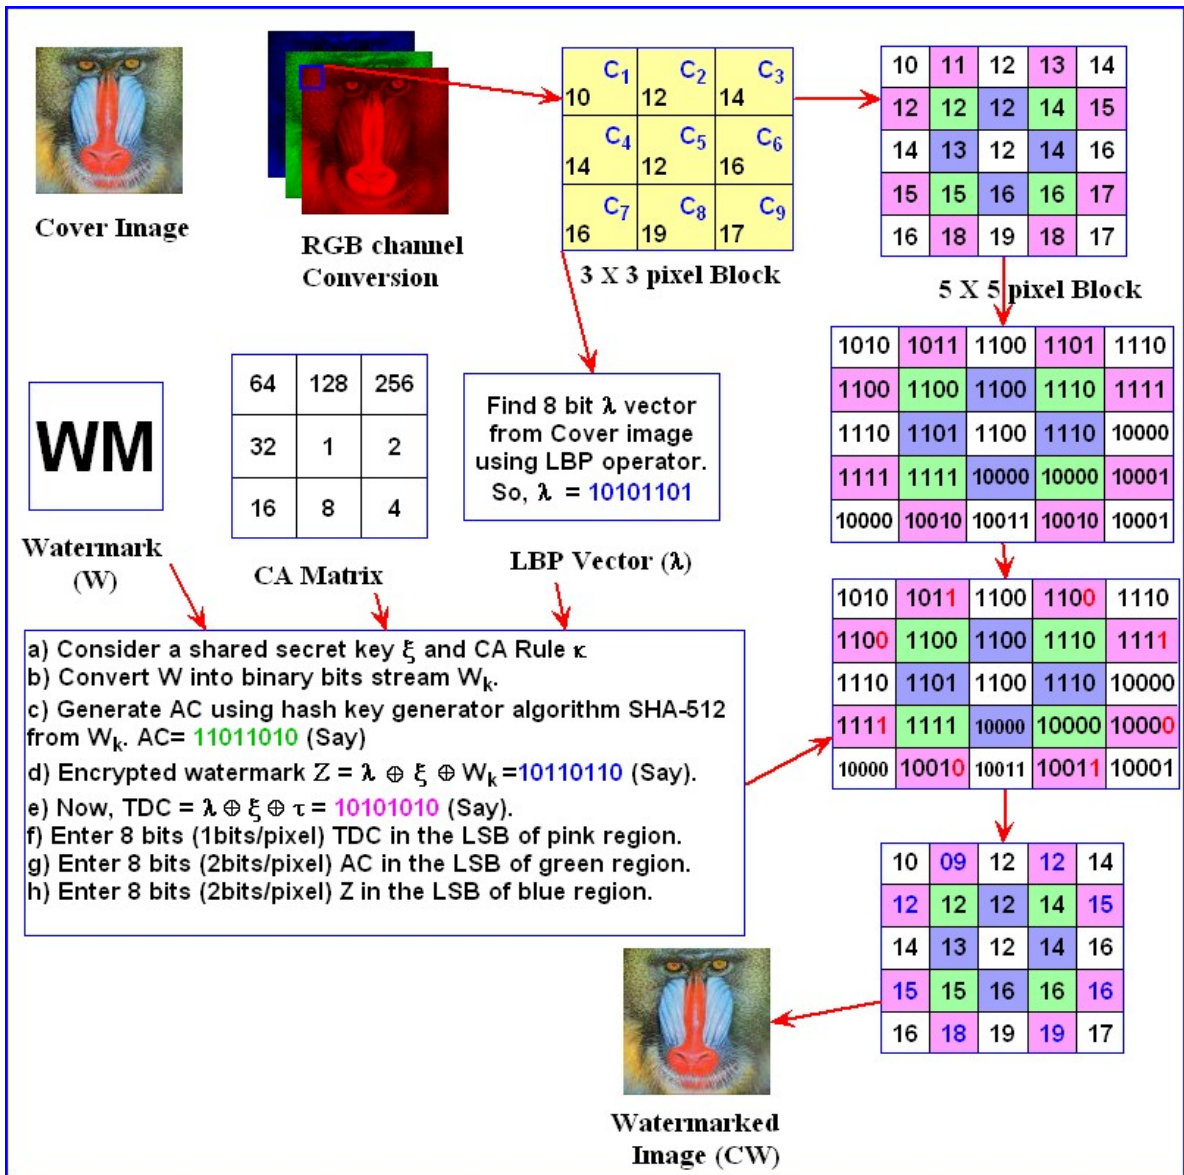 Cover Image
RGB channel
Conversion
C1 C2 C3
10 12 14
C4 C5 C6
14 12 16
C7 C8 C9
16 19 17
3 X 3 pixel Block
10 11 12 13 14
12 12 12 14 15
14 13 12 14 16
15 15 16 16 17
16 18 19 18 17
5 X 5 pixel Block
1010 1011 1100 1101 1110
1100 1100 1100 1110 1111
1110 1101 1100 1110 10000
1111 1111 10000 10000 10001
10000 10010 10011 10010 10001
WM
Watermark
(W)
64 128 256
32 1 2
16 8 4
CA Matrix
Find 8 bit λ vector
from Cover image
using LBP operator.
So, λ = 10101101
LBP Vector (λ)
a) Consider a shared secret key ξ and CA Rule κ
b) Convert W into binary bits stream Wk.
c) Generate AC using hash key generator algorithm SHA-512
from Wk. AC= 11011010 (Say)
d) Encrypted watermark Z = λ ⊕ ξ ⊕ Wk =10110110 (Say).
e) Now, TDC = λ ⊕ ξ ⊕ τ = 10101010 (Say).
f) Enter 8 bits (1bits/pixel) TDC in the LSB of pink region.
g) Enter 8 bits (2bits/pixel) AC in the LSB of green region.
h) Enter 8 bits (2bits/pixel) Z in the LSB of blue region.
1010 1011 1100 1100 1110
1100 1100 1100 1110 1111
1110 1101 1100 1110 10000
1111 1111 10000 10000 10000
10000 10010 10011 10011 10001
10 09 12 12 14
12 12 12 14 15
14 13 12 14 16
15 15 16 16 16
16 18 19 19 17
Watermarked
Image (CW)